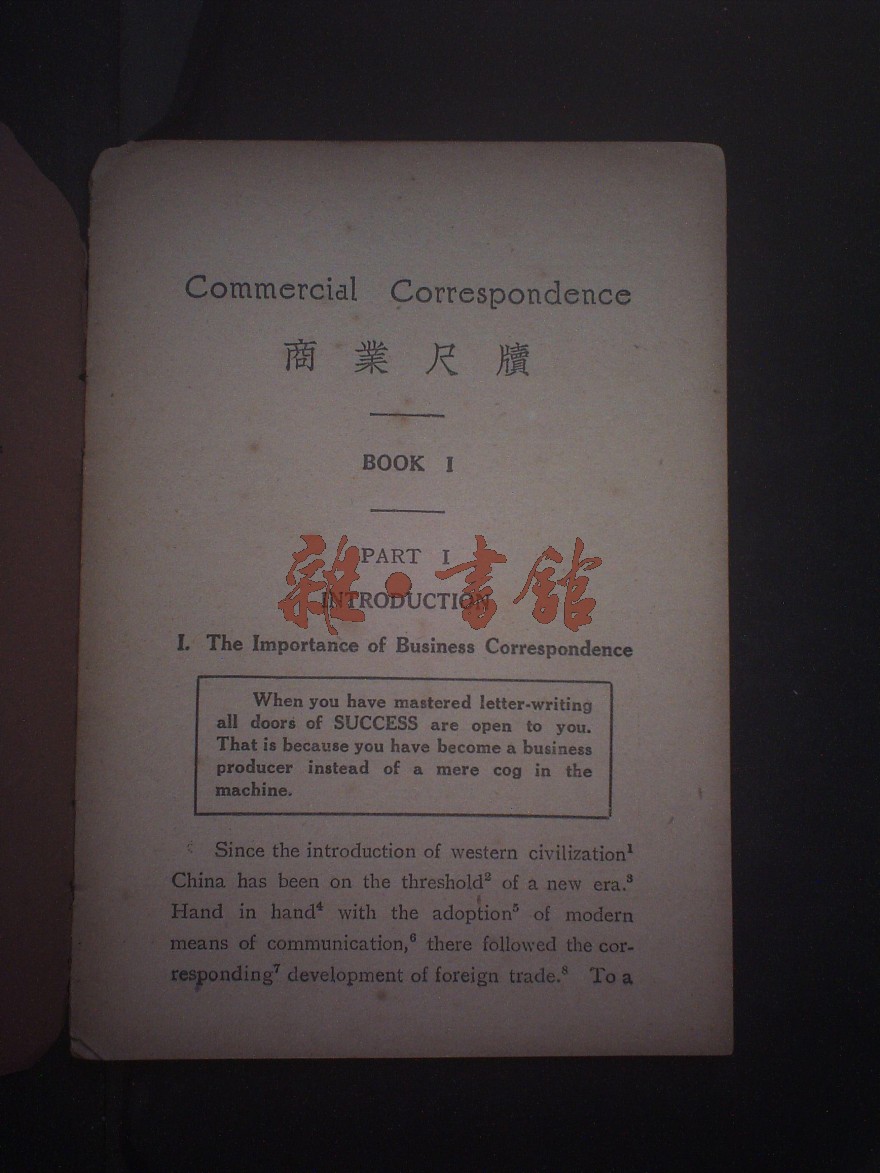 Commercial Correspondence
商業尺牘
BOOK I
PART I
INTRODUCTION
雜·書館
I. The Importance of Business Correspondence
When you have mastered letter-writing
all doors of SUCCESS are open to you.
That is because you have become a business
producer instead of a mere cog in the
machine.
Since the introduction of western civilization¹
China has been on the threshold² of a new era.³
Hand in hand⁴ with the adoption⁵ of modern
means of communication,⁶ there followed the cor-
responding⁷ development of foreign trade.⁸ To a